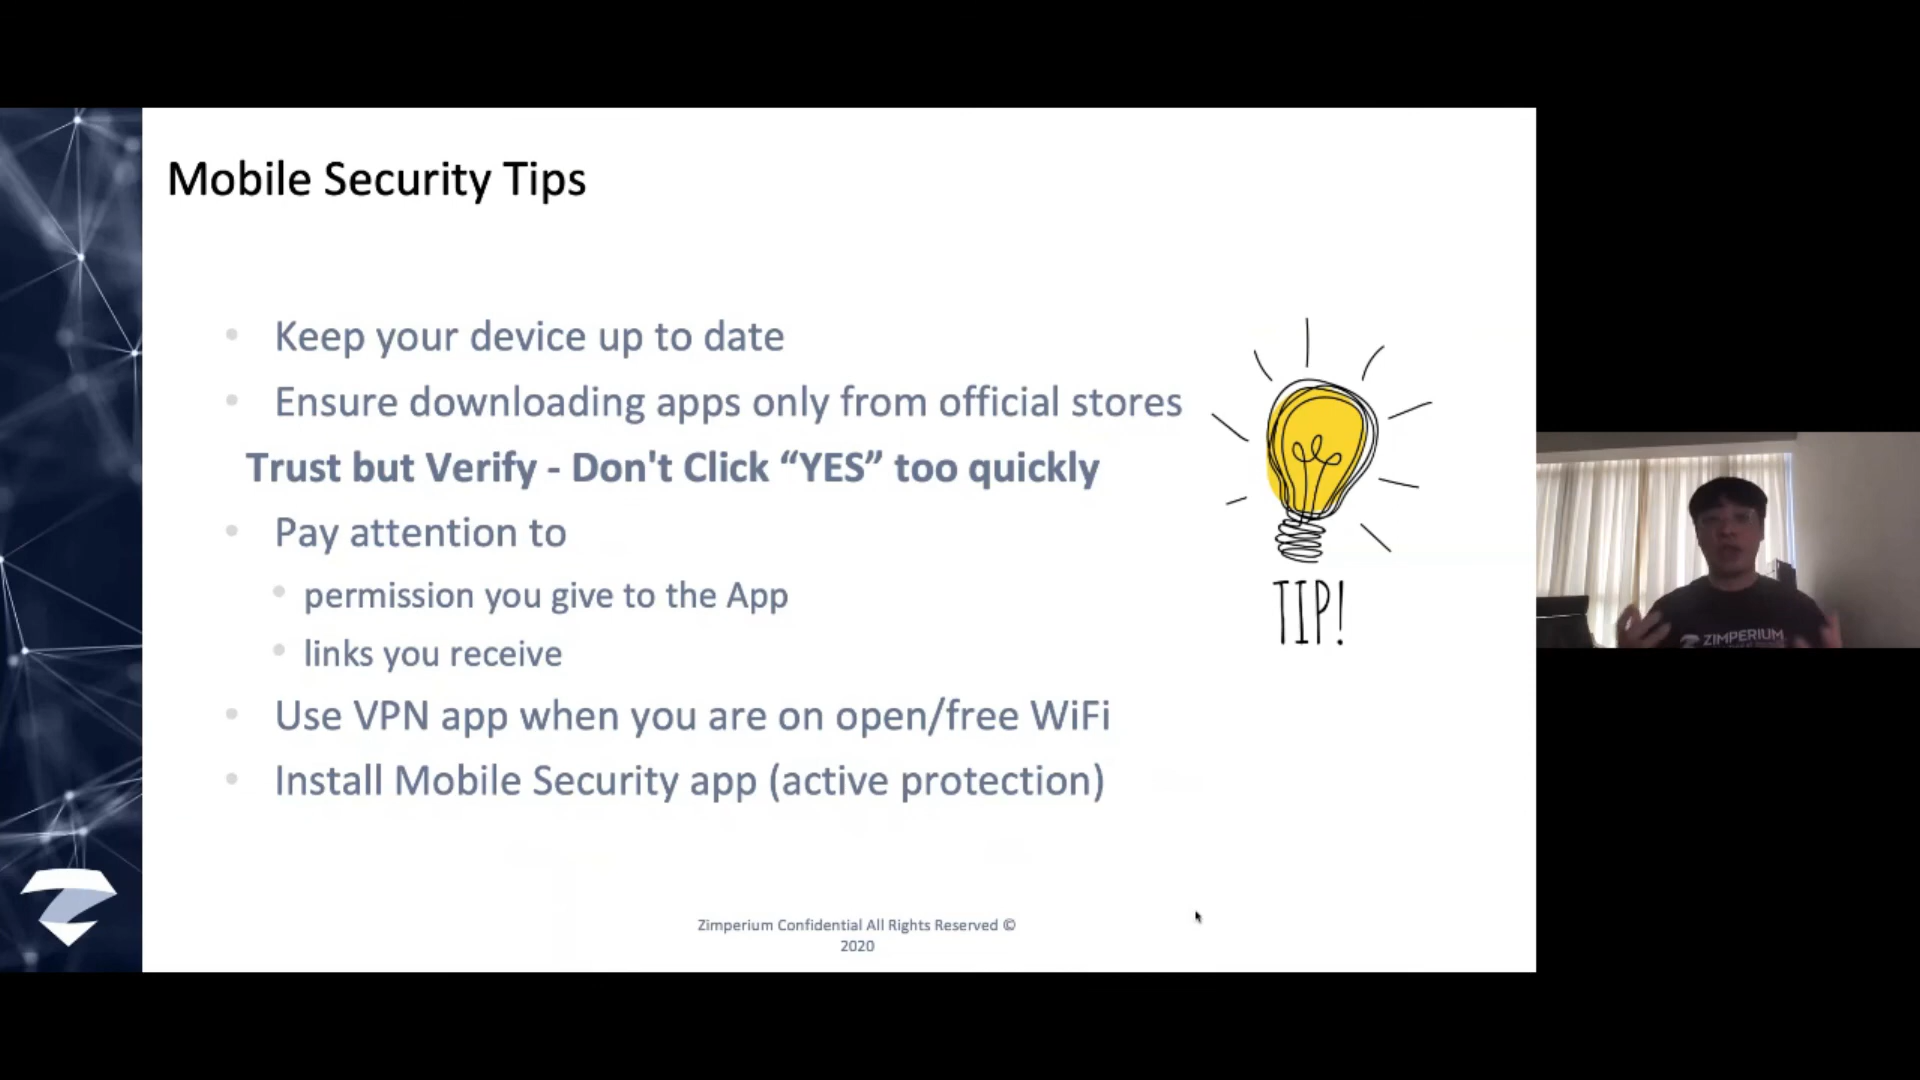 Mobile Security Tips
• Keep your device up to date
• Ensure downloading apps only from official stores
Trust but Verify - Don't Click “YES” too quickly
• Pay attention to
• permission you give to the App
• links you receive
• Use VPN app when you are on open/free WiFi
• Install Mobile Security app (active protection)
TIP!
Zimperium Confidential All Rights Reserved ©
2020
ZIMPERIUM